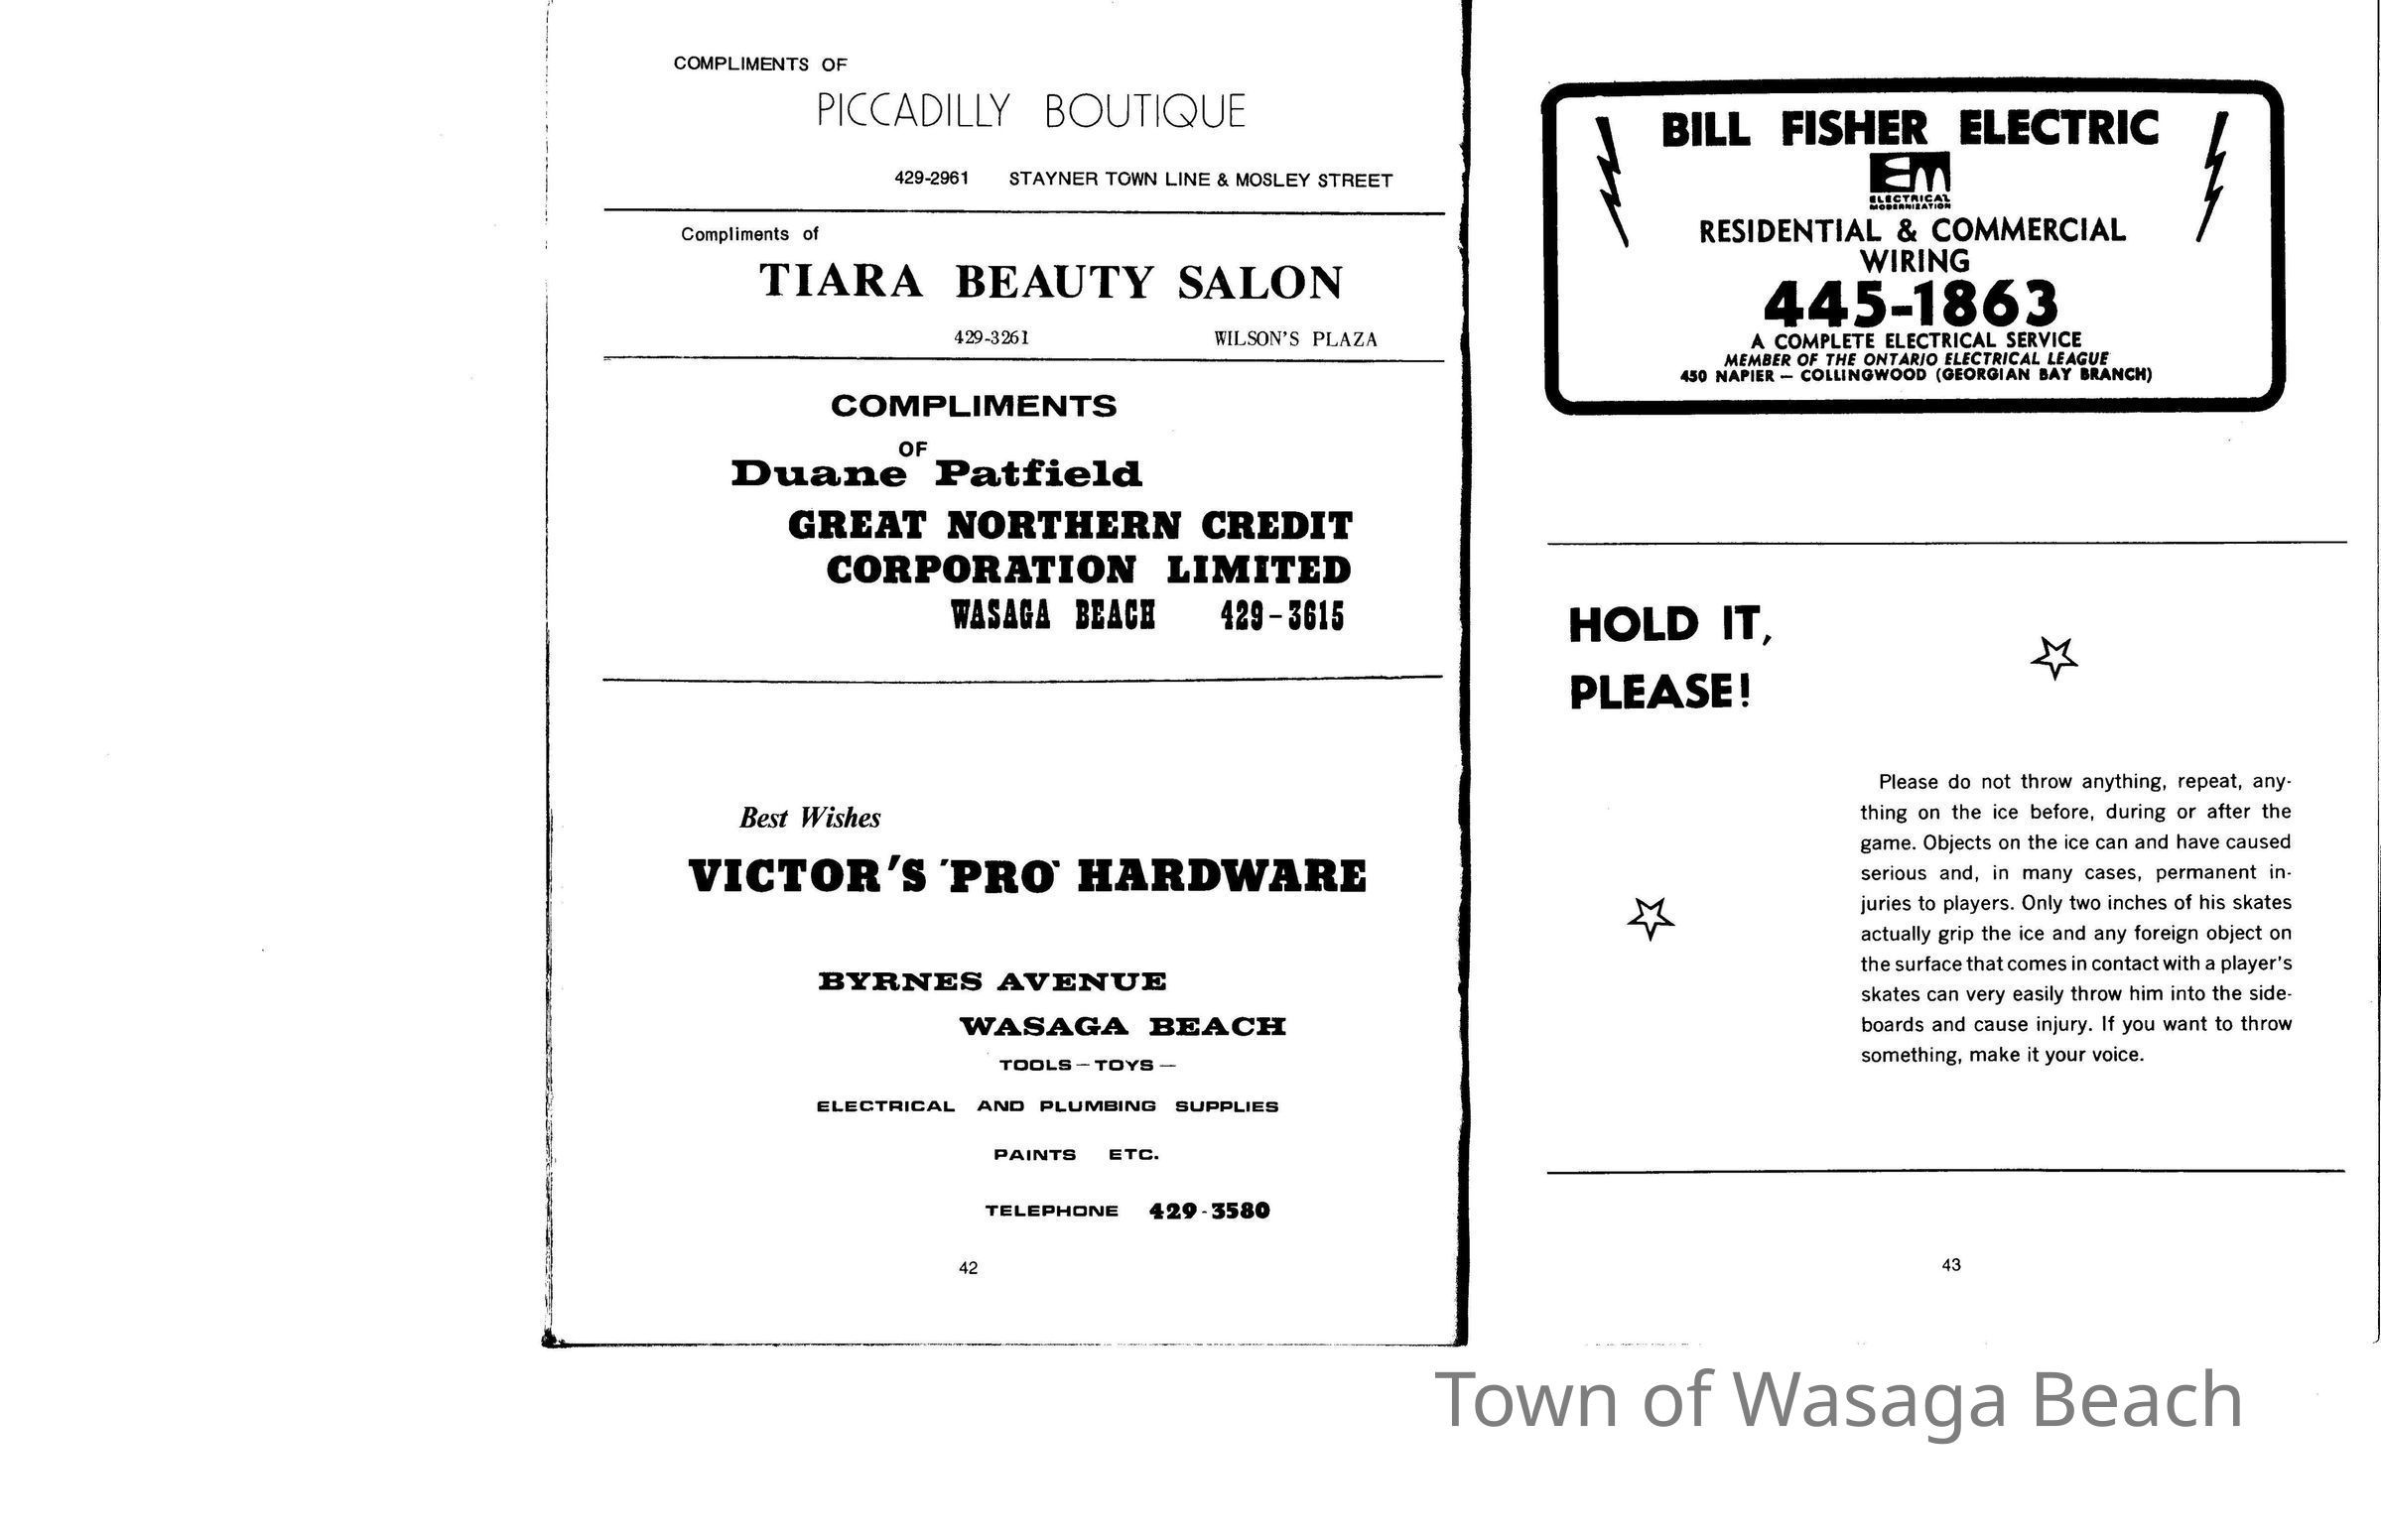 COMPLIMENTS OF
PICCADILLY BOUTIQUE
429-2961 STAYNER TOWN LINE & MOSLEY STREET
Compliments of
TIARA BEAUTY SALON
429-3261 WILSON'S PLAZA
COMPLIMENTS
OF
Duane Patfield
GREAT NORTHERN CREDIT
CORPORATION LIMITED
WASAGA BEACH 429-3615
Best Wishes
VICTOR'S 'PRO' HARDWARE
BYRNES AVENUE
WASAGA BEACH
TOOLS — TOYS —
ELECTRICAL AND PLUMBING SUPPLIES
PAINTS ETC.
TELEPHONE 429-3580
42
BILL FISHER ELECTRIC
EM
ELECTRICAL
MODERNIZATION
RESIDENTIAL & COMMERCIAL
WIRING
445-1863
A COMPLETE ELECTRICAL SERVICE
MEMBER OF THE ONTARIO ELECTRICAL LEAGUE
450 NAPIER — COLLINGWOOD (GEORGIAN BAY BRANCH)
HOLD IT,
PLEASE!
Please do not throw anything, repeat, any-
thing on the ice before, during or after the
game. Objects on the ice can and have caused
serious and, in many cases, permanent in-
juries to players. Only two inches of his skates
actually grip the ice and any foreign object on
the surface that comes in contact with a player's
skates can very easily throw him into the side-
boards and cause injury. If you want to throw
something, make it your voice.
43
Town of Wasaga Beach